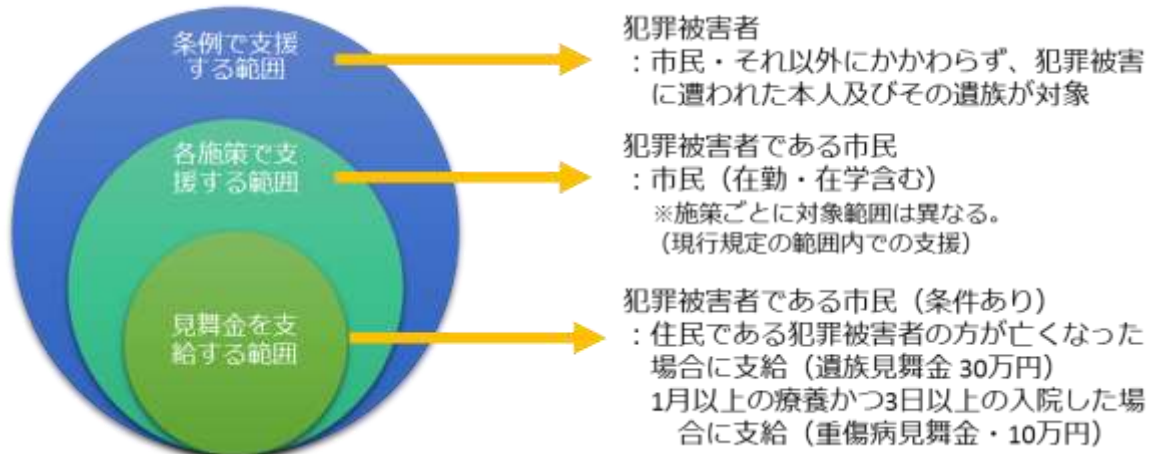 条例で支援
する範囲
犯罪被害者
：市民・それ以外にかかわらず、犯罪被害
に遭われた本人及びその遺族が対象
各施策で支
援する範囲
犯罪被害者である市民
：市民（在勤・在学含む）
※施策ごとに対象範囲は異なる。
（現行規定の範囲内での支援）
見舞金を支
給する範囲
犯罪被害者である市民（条件あり）
：住民である犯罪被害者の方が亡くなった
場合に支給（遺族見舞金 30万円）
1月以上の療養かつ3日以上の入院した場
合に支給（重傷病見舞金・10万円）